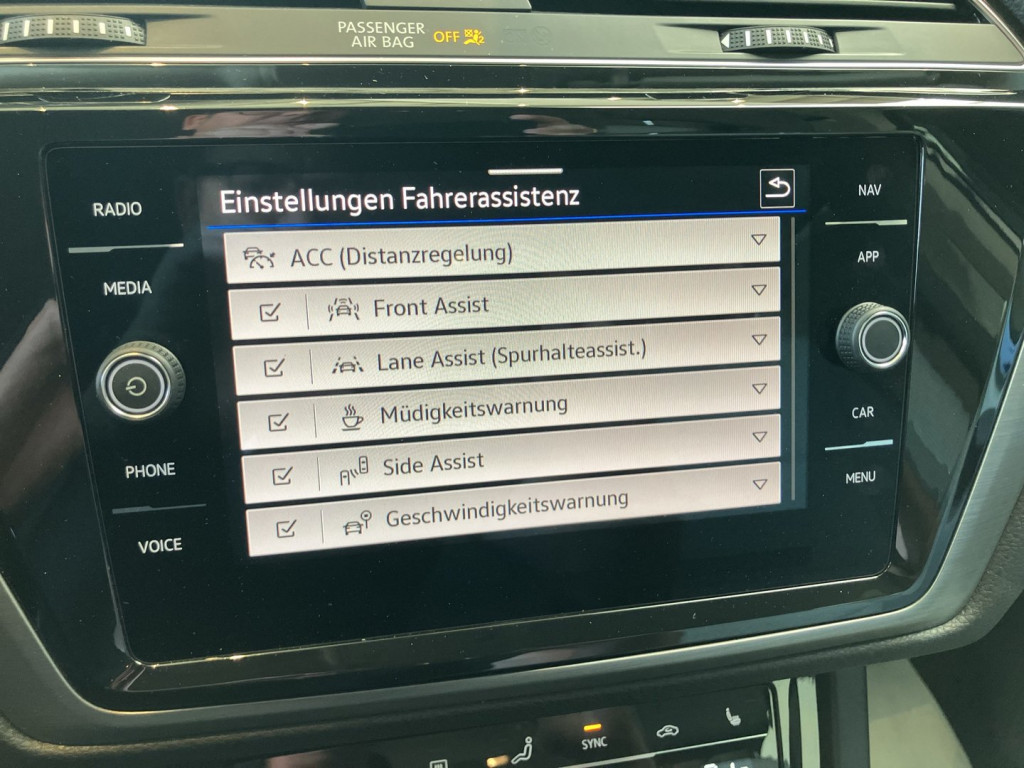 PASSENGER
AIR BAG OFF
RADIO
MEDIA
PHONE
VOICE
Einstellungen Fahrerassistenz
ACC (Distanzregelung)
Front Assist
Lane Assist (Spurhalteassist.)
Müdigkeitswarnung
Side Assist
Geschwindigkeitswarnung
NAV
APP
CAR
MENU
SYNC